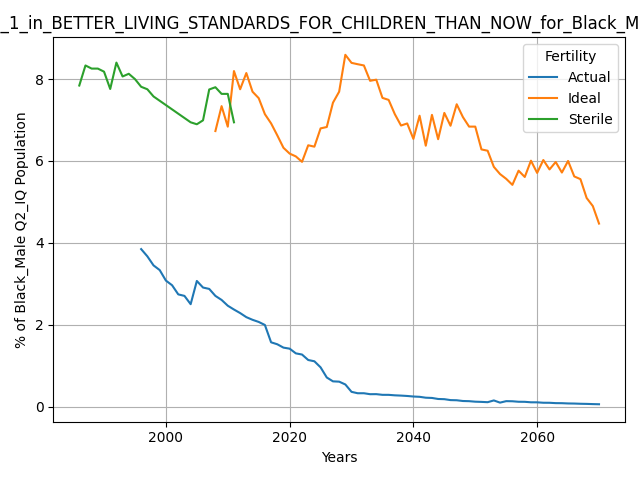 _1_in_BETTER_LIVING_STANDARDS_FOR_CHILDREN_THAN_NOW_for_Black_M
Fertility
Actual
Ideal
Sterile
% of Black_Male Q2_IQ Population
8
6
4
2
0
2000 2020 2040 2060
Years